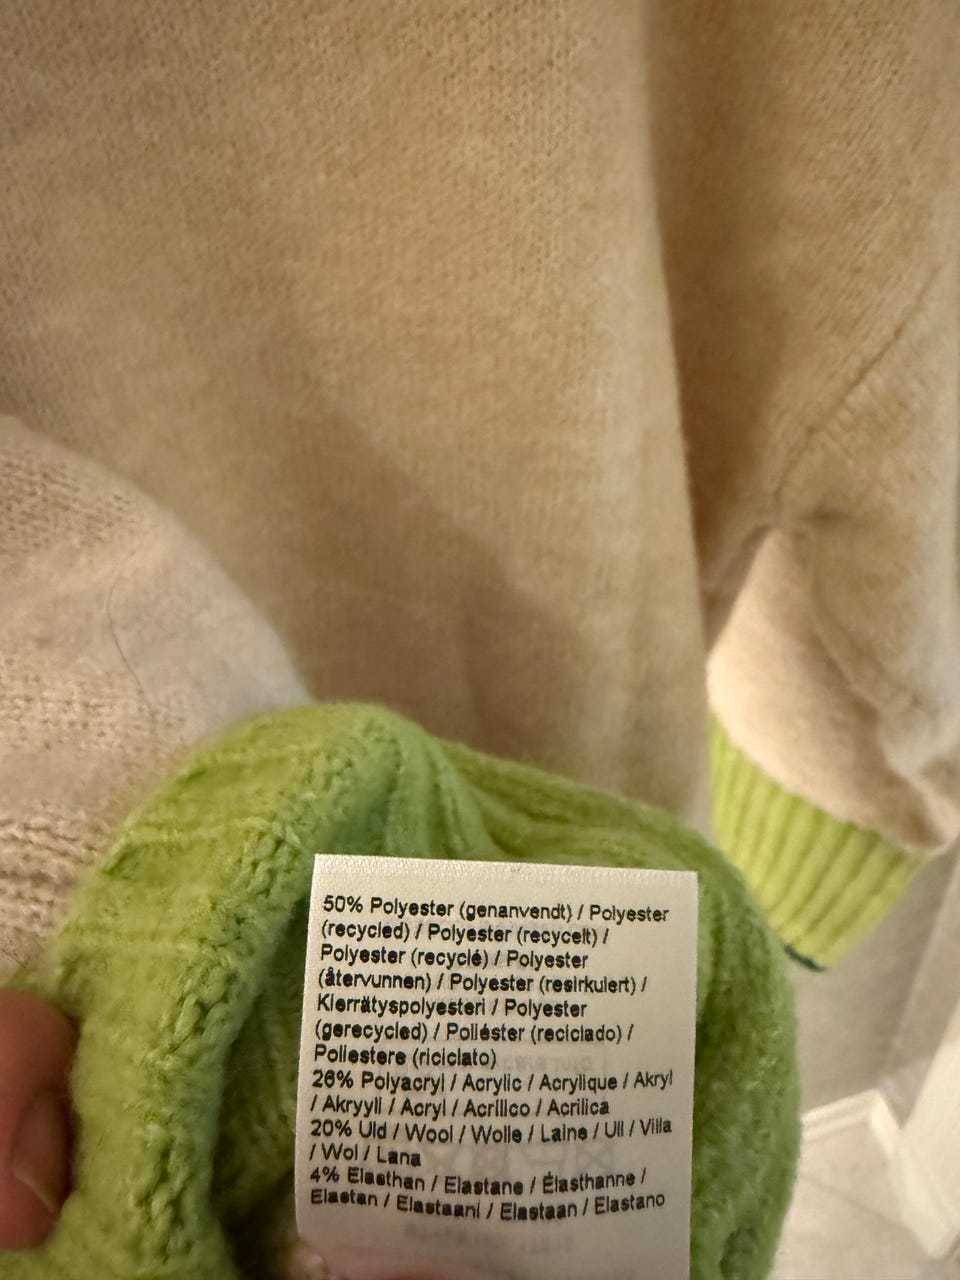 50% Polyester (genanvendt) / Polyester
(recycled) / Polyester (recycelt) /
Polyester (recyclé) / Polyester
(återvunnen) / Polyester (resirkulert) /
Kierrätyspolyesteri / Polyester
(gerecycled) / Poliéster (reciclado) /
Poliestere (riciclato)
26% Polyacryl / Acrylic / Acrylique / Akryl
/ Akryyli / Acryl / Acrílico / Acrilica
20% Uld / Wool / Wolle / Laine / Ull / Villa
/ Wol / Lana
4% Elasthan / Elastane / Élasthanne /
Elastan / Elastaani / Elastaan / Elastano